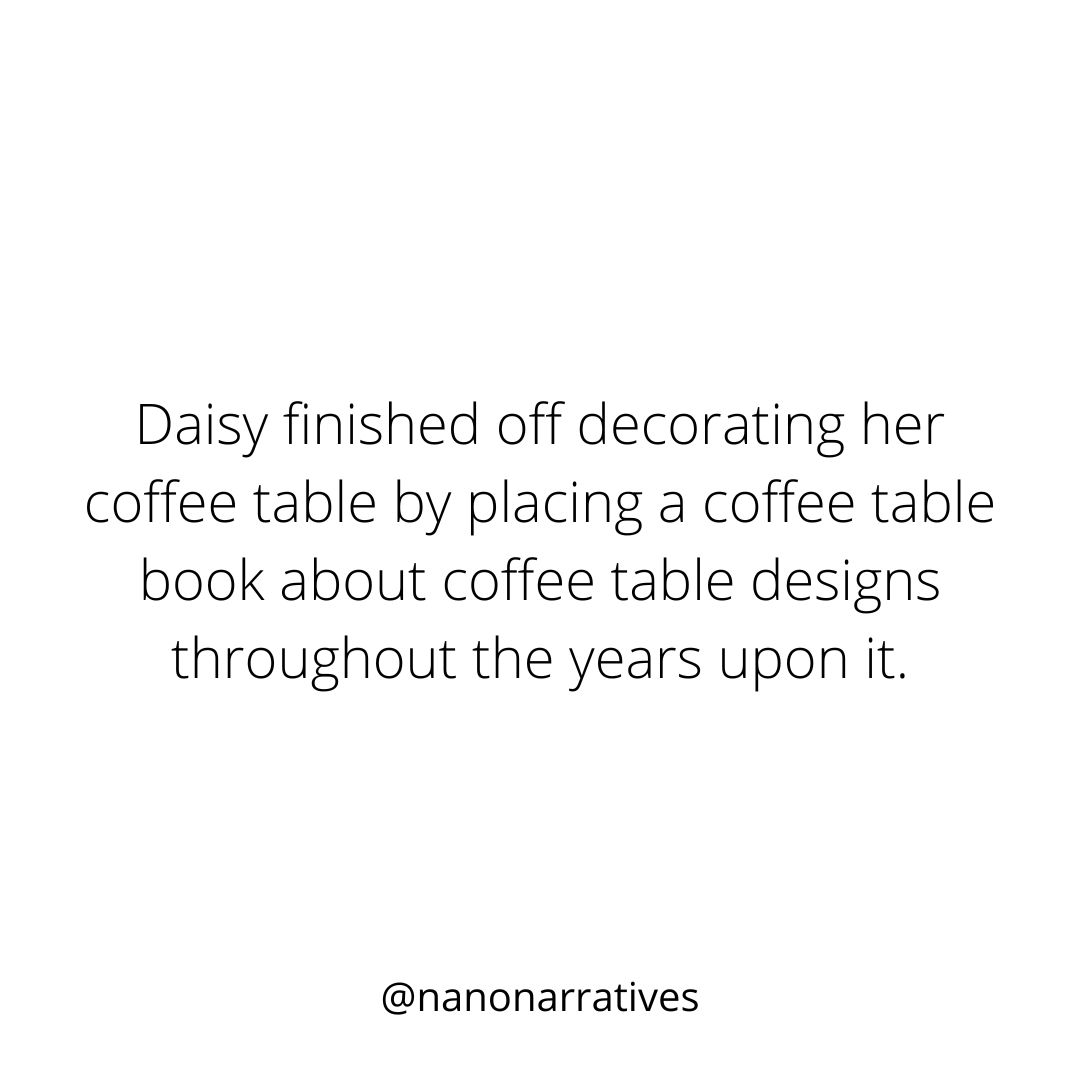 Daisy finished off decorating her
coffee table by placing a coffee table
book about coffee table designs
throughout the years upon it.
@nanonarratives